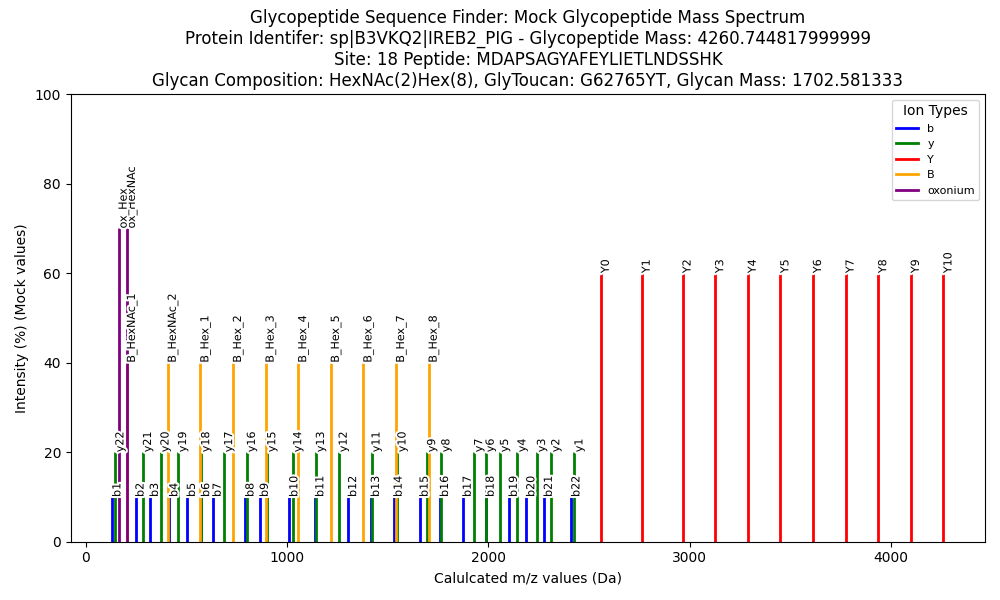 Glycopeptide Sequence Finder: Mock Glycopeptide Mass Spectrum
Protein Identifer: sp|B3VKQ2|IREB2_PIG - Glycopeptide Mass: 4260.744817999999
Site: 18 Peptide: MDAPSAGYAFEYLIETLNDSSHK
Glycan Composition: HexNAc(2)Hex(8), GlyToucan: G62765YT, Glycan Mass: 1702.581333
Intensity (%) (Mock values)
100
80
60
40
20
0
Ion Types
b
y
Y
B
oxonium
ox_Hex
ox_HexNAc
Y0
Y1
Y2
Y3
Y4
Y5
Y6
Y7
Y8
Y9
Y10
B_HexNAc_1
B_HexNAc_2
B_Hex_1
B_Hex_2
B_Hex_3
B_Hex_4
B_Hex_5
B_Hex_6
B_Hex_7
B_Hex_8
y22
y21
y20
y19
y18
y17
y16
y15
y14
y13
y12
y11
y10
y9
y8
y7
y6
y5
y4
y3
y2
y1
b1
b2
b3
b4
b5
b6
b7
b8
b9
b10
b11
b12
b13
b14
b15
b16
b17
b18
b19
b20
b21
b22
0
1000
2000
3000
4000
Calulcated m/z values (Da)